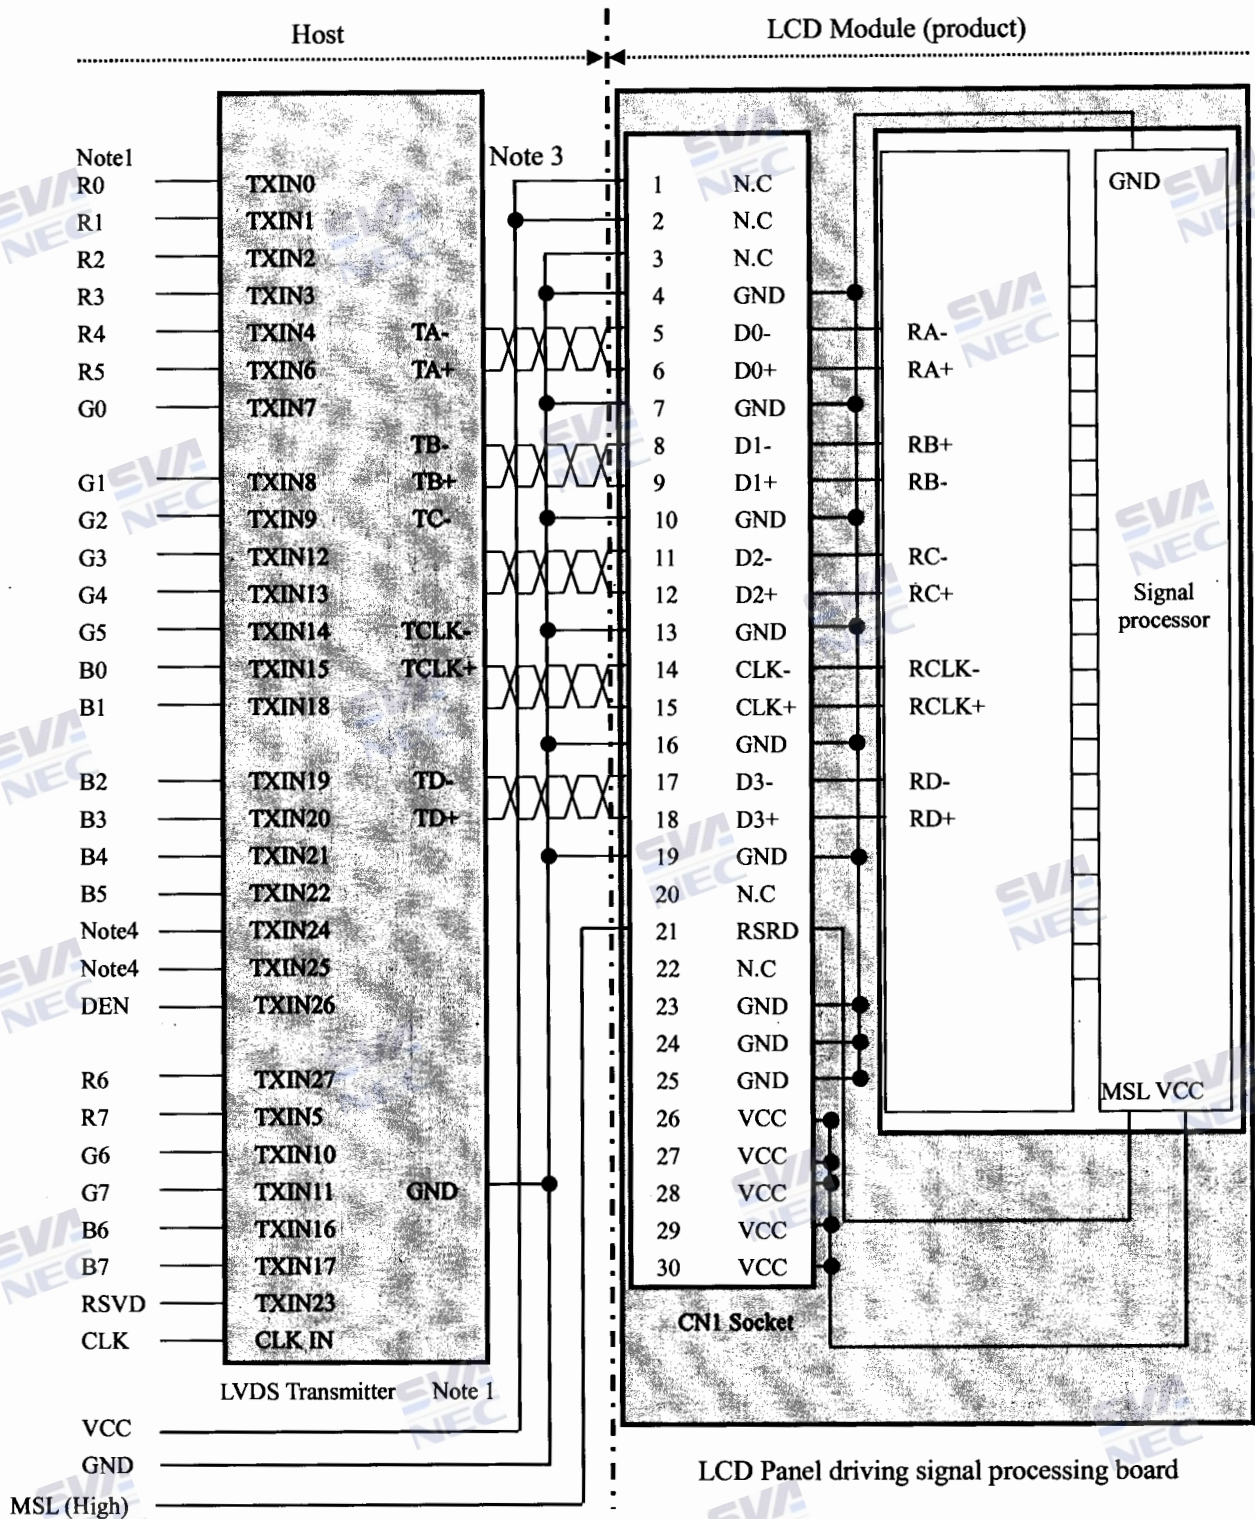 Host
LCD Module (product)
Note1
Note 3
R0 TXIN0 1 N.C GND
R1 TXIN1 2 N.C
R2 TXIN2 3 N.C
R3 TXIN3 4 GND
R4 TXIN4 TA- 5 D0- RA-
R5 TXIN6 TA+ 6 D0+ RA+
G0 TXIN7 7 GND
TB- 8 D1- RB+
G1 TXIN8 TB+ 9 D1+ RB-
G2 TXIN9 TC- 10 GND
G3 TXIN12 11 D2- RC-
G4 TXIN13 12 D2+ RC+
Signal
processor
G5 TXIN14 TCLK- 13 GND
B0 TXIN15 TCLK+ 14 CLK- RCLK-
B1 TXIN18 15 CLK+ RCLK+
16 GND
B2 TXIN19 TD- 17 D3- RD-
B3 TXIN20 TD+ 18 D3+ RD+
B4 TXIN21 19 GND
B5 TXIN22 20 N.C
Note4 TXIN24 21 RSRD
Note4 TXIN25 22 N.C
DEN TXIN26 23 GND
24 GND
R6 TXIN27 25 GND
MSL VCC
R7 TXIN5 26 VCC
G6 TXIN10 27 VCC
G7 TXIN11 GND 28 VCC
B6 TXIN16 29 VCC
B7 TXIN17 30 VCC
RSVD TXIN23
CN1 Socket
CLK CLK IN
LVDS Transmitter Note 1
VCC
GND
LCD Panel driving signal processing board
MSL (High)
SVA
NEC